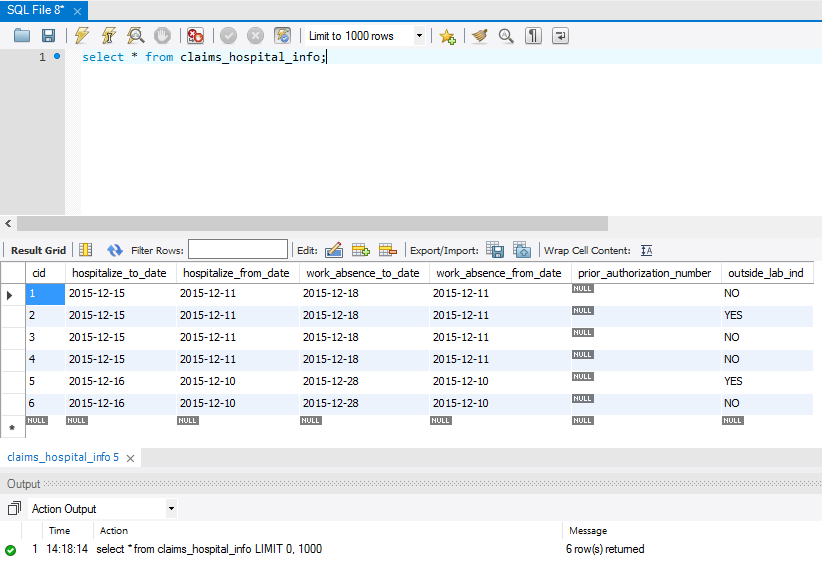 SQL File 8*
Limit to 1000 rows
1 select * from claims_hospital_info;
Result Grid Filter Rows: Edit: Export/Import: Wrap Cell Content:
cid hospitalize_to_date hospitalize_from_date work_absence_to_date work_absence_from_date prior_authorization_number outside_lab_ind
1 2015-12-15 2015-12-11 2015-12-18 2015-12-11 NULL NO
2 2015-12-15 2015-12-11 2015-12-18 2015-12-11 NULL YES
3 2015-12-15 2015-12-11 2015-12-18 2015-12-11 NULL NO
4 2015-12-15 2015-12-11 2015-12-18 2015-12-11 NULL NO
5 2015-12-16 2015-12-10 2015-12-28 2015-12-10 NULL YES
6 2015-12-16 2015-12-10 2015-12-28 2015-12-10 NULL NO
* NULL NULL NULL NULL NULL NULL NULL
claims_hospital_info 5
Output
Action Output
Time Action Message
1 14:18:14 select * from claims_hospital_info LIMIT 0, 1000 6 row(s) returned